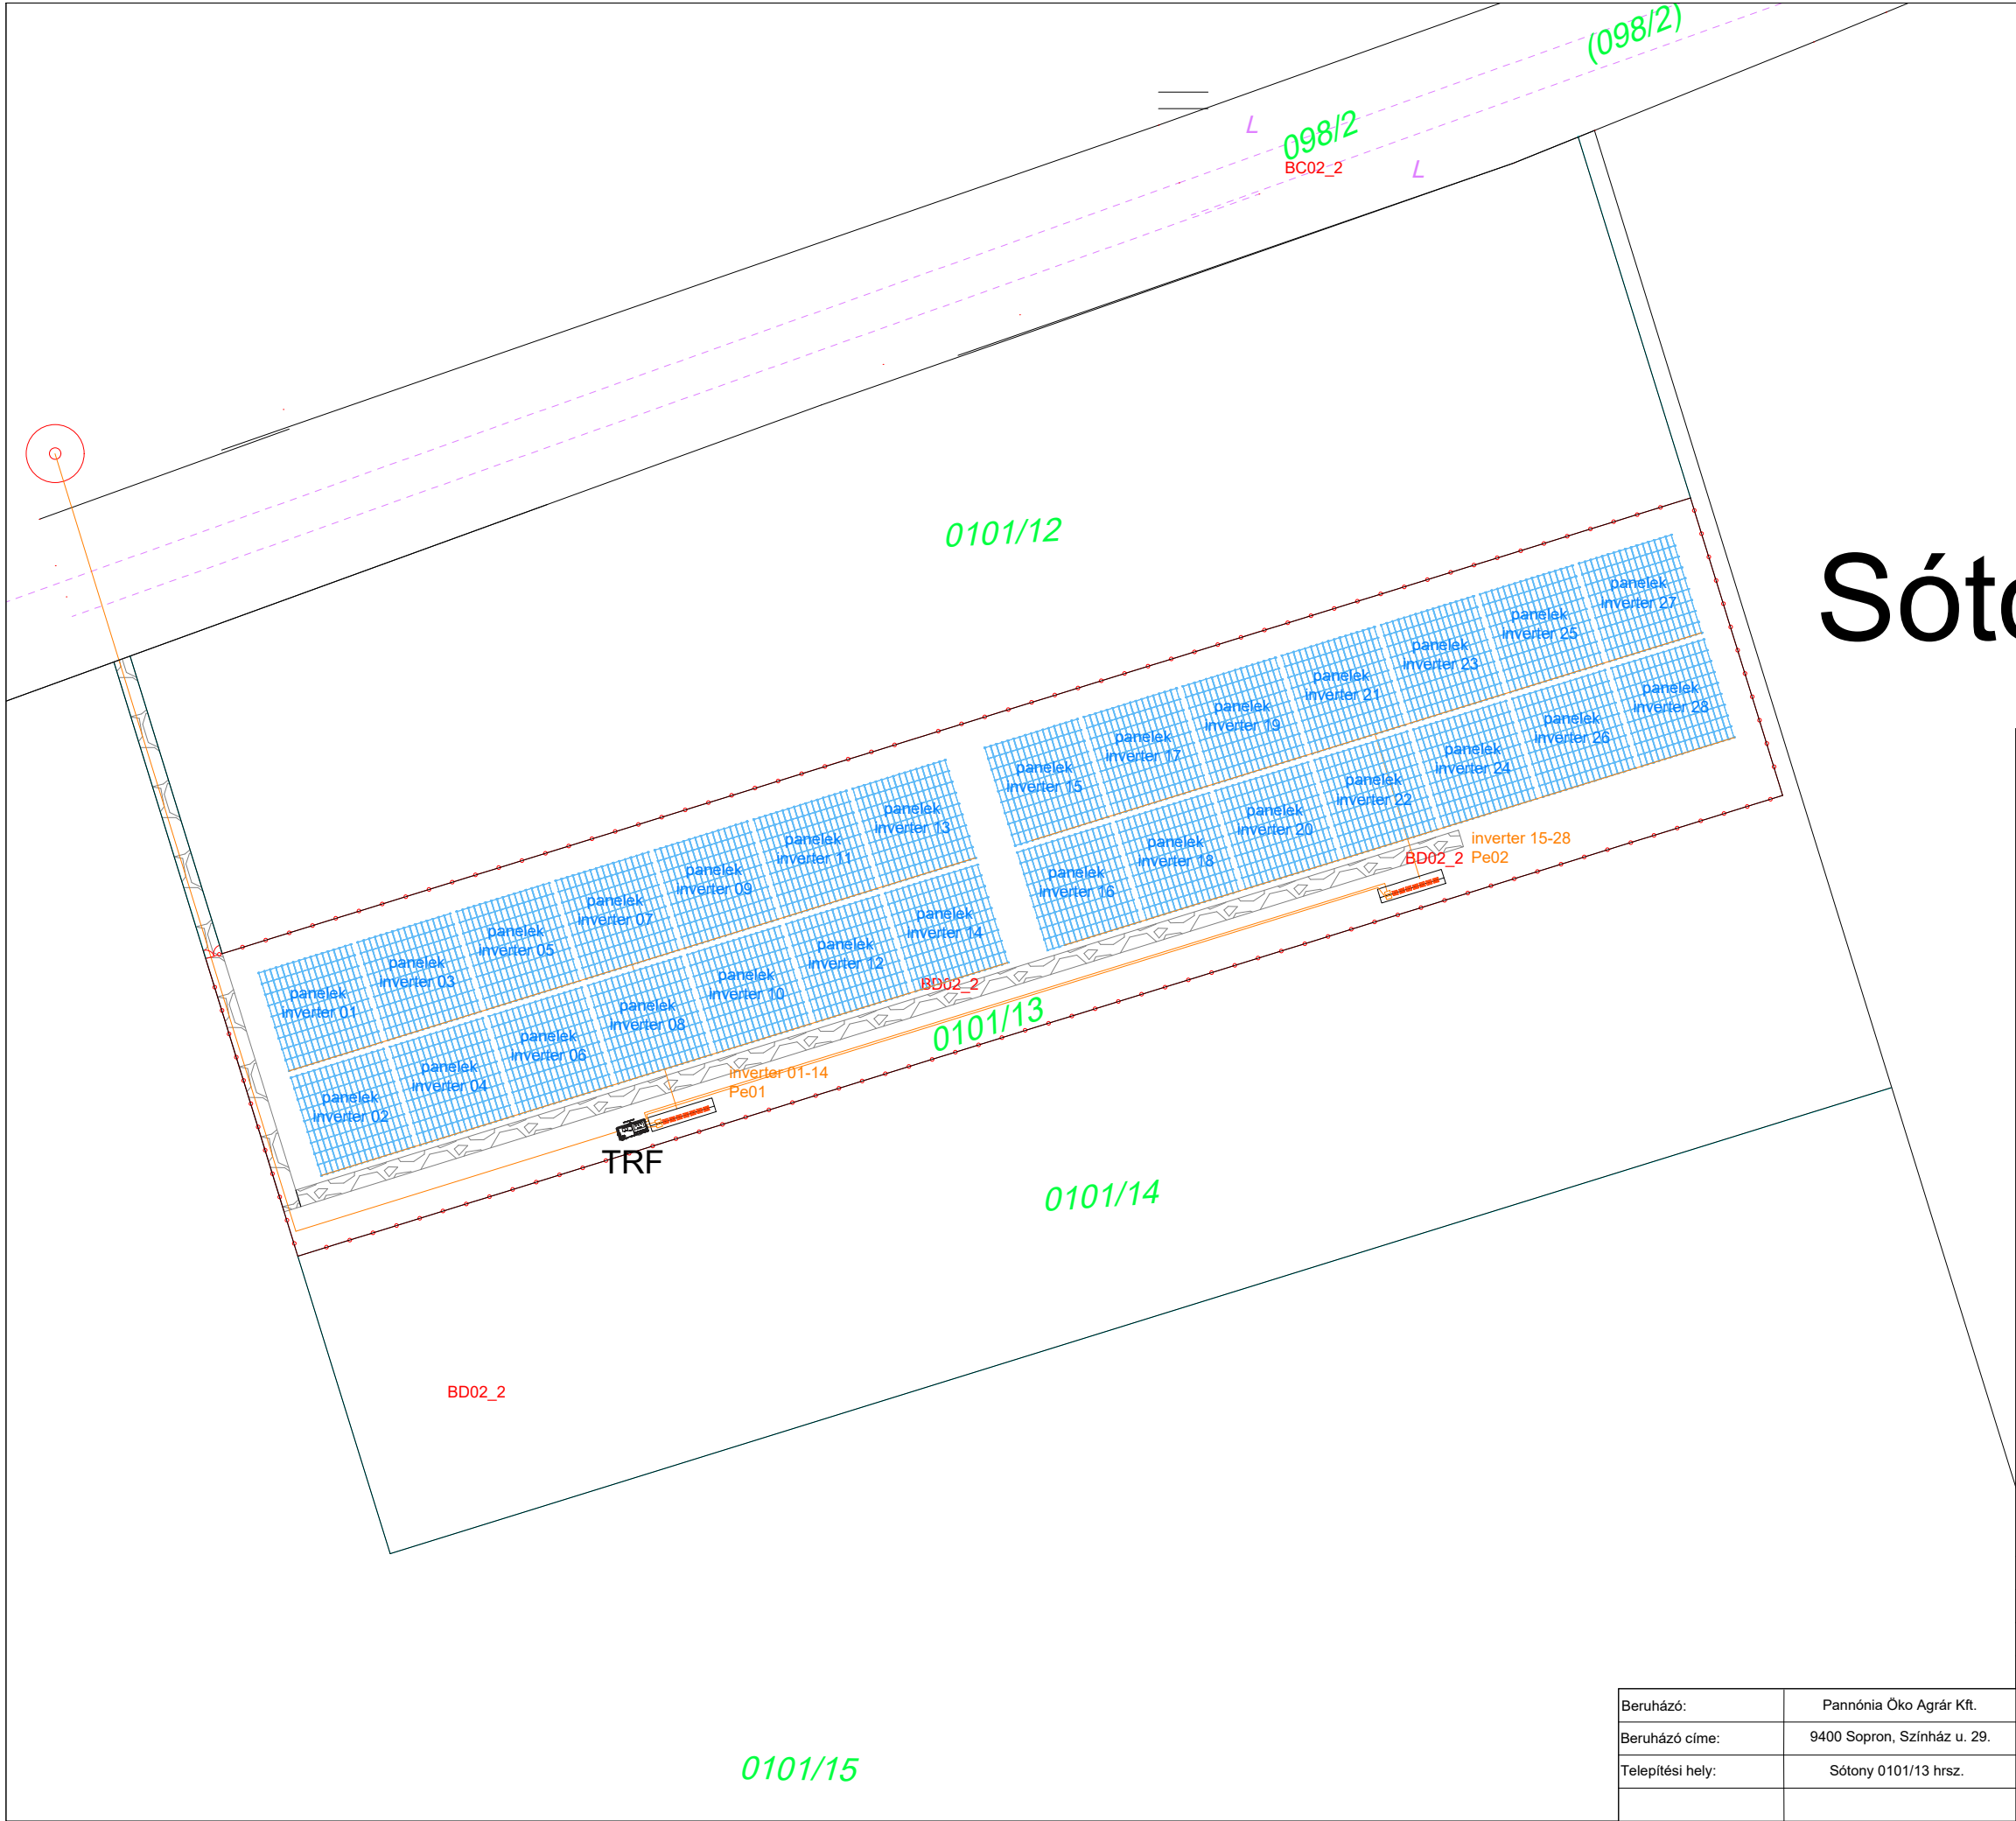 (098/2)
L
098/2
BC02_2
L
0101/12
Sóto
panelek
inverter 27
panelek
inverter 25
panelek
inverter 23
panelek
inverter 21
panelek
inverter 19
panelek
inverter 17
panelek
inverter 15
panelek
inverter 28
panelek
inverter 26
panelek
inverter 24
panelek
inverter 22
panelek
inverter 20
panelek
inverter 18
panelek
inverter 16
panelek
inverter 13
panelek
inverter 11
panelek
inverter 09
panelek
inverter 07
panelek
inverter 05
panelek
inverter 03
panelek
inverter 01
panelek
inverter 14
panelek
inverter 12
panelek
inverter 10
panelek
inverter 08
panelek
inverter 06
panelek
inverter 04
panelek
inverter 02
inverter 15-28
BD02_2
Pe02
BD02_2
0101/13
inverter 01-14
Pe01
TRF
0101/14
BD02_2
0101/15
Beruházó: Pannónia Öko Agrár Kft.
Beruházó címe: 9400 Sopron, Színház u. 29.
Telepítési hely: Sótony 0101/13 hrsz.